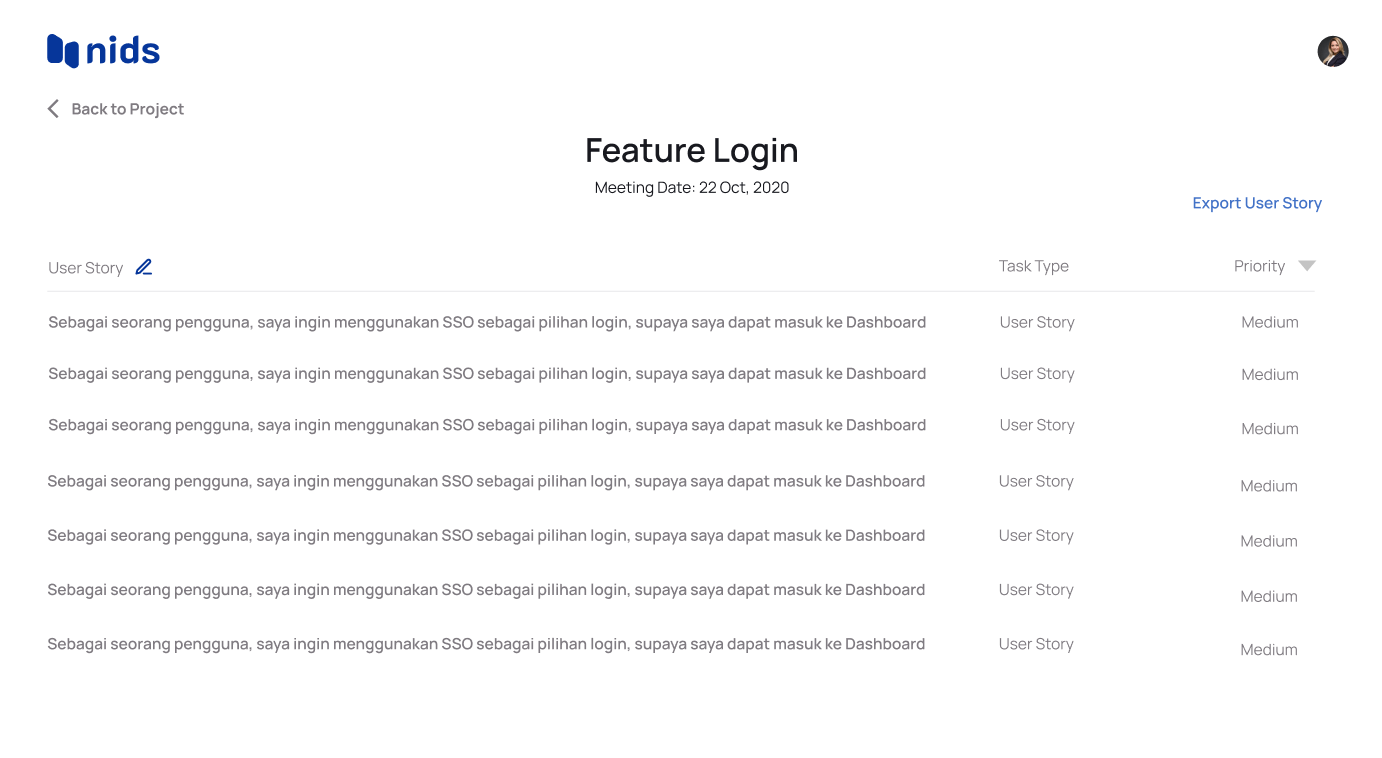 nids
Back to Project
Feature Login
Meeting Date: 22 Oct, 2020
Export User Story
User Story Task Type Priority
Sebagai seorang pengguna, saya ingin menggunakan SSO sebagai pilihan login, supaya saya dapat masuk ke Dashboard User Story Medium
Sebagai seorang pengguna, saya ingin menggunakan SSO sebagai pilihan login, supaya saya dapat masuk ke Dashboard User Story Medium
Sebagai seorang pengguna, saya ingin menggunakan SSO sebagai pilihan login, supaya saya dapat masuk ke Dashboard User Story Medium
Sebagai seorang pengguna, saya ingin menggunakan SSO sebagai pilihan login, supaya saya dapat masuk ke Dashboard User Story Medium
Sebagai seorang pengguna, saya ingin menggunakan SSO sebagai pilihan login, supaya saya dapat masuk ke Dashboard User Story Medium
Sebagai seorang pengguna, saya ingin menggunakan SSO sebagai pilihan login, supaya saya dapat masuk ke Dashboard User Story Medium
Sebagai seorang pengguna, saya ingin menggunakan SSO sebagai pilihan login, supaya saya dapat masuk ke Dashboard User Story Medium